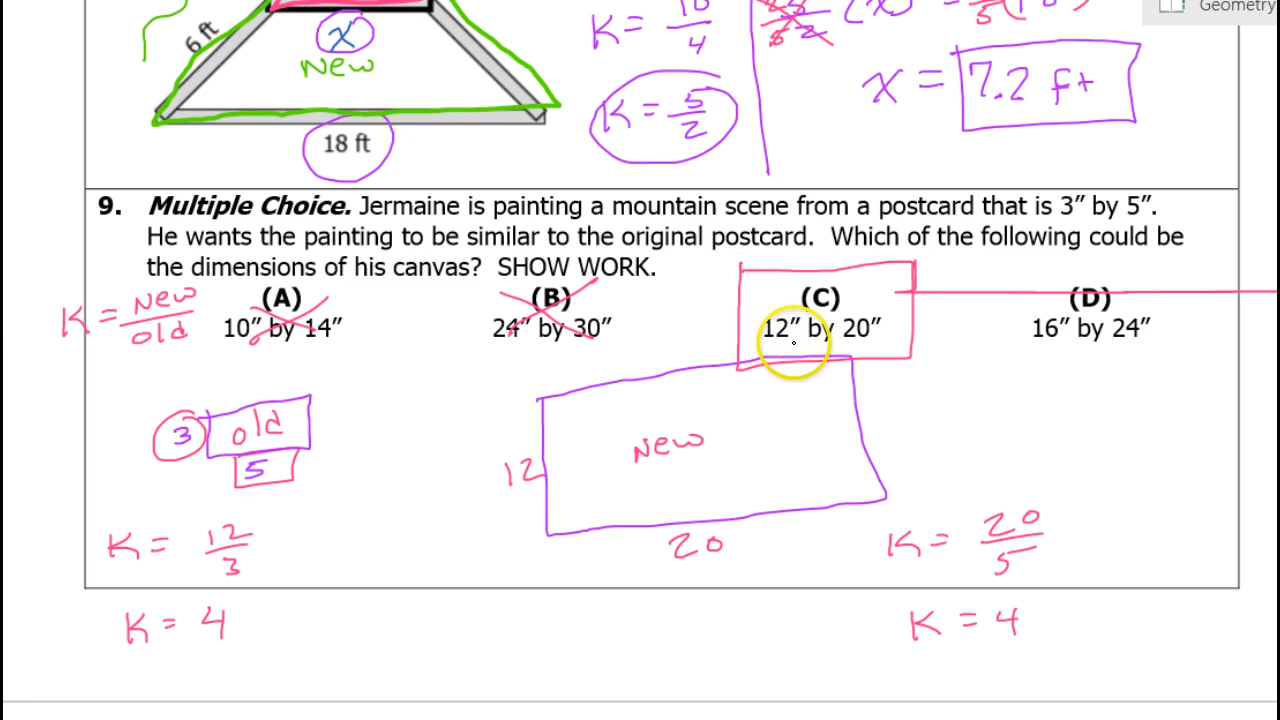 Geometry
6 ft
x
New
18 ft
K =
4
K = 5/2
x = 7.2 ft
9. Multiple Choice. Jermaine is painting a mountain scene from a postcard that is 3” by 5”.
He wants the painting to be similar to the original postcard. Which of the following could be
the dimensions of his canvas? SHOW WORK.
K = New/old
(A) (B) (C) (D)
10” by 14” 24” by 30” 12” by 20” 16” by 24”
3 old
5
New
12
20
K = 12/3
K = 20/5
K = 4
K = 4